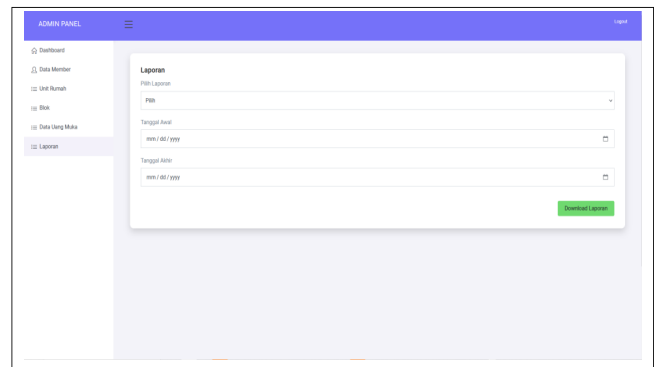 ADMIN PANEL
Logout
Dashboard
Data Member
Unit Rumah
Blok
Data Uang Muka
Laporan
Laporan
Pilih Laporan:
Pilih
Tanggal Awal:
mm / dd / yyyy
Tanggal Akhir:
mm / dd / yyyy
Download Laporan